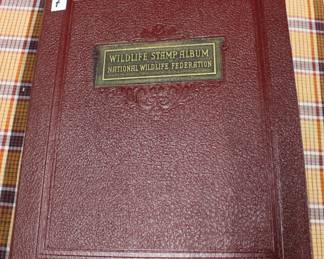 WILDLIFE STAMP ALBUM
NATIONAL WILDLIFE FEDERATION